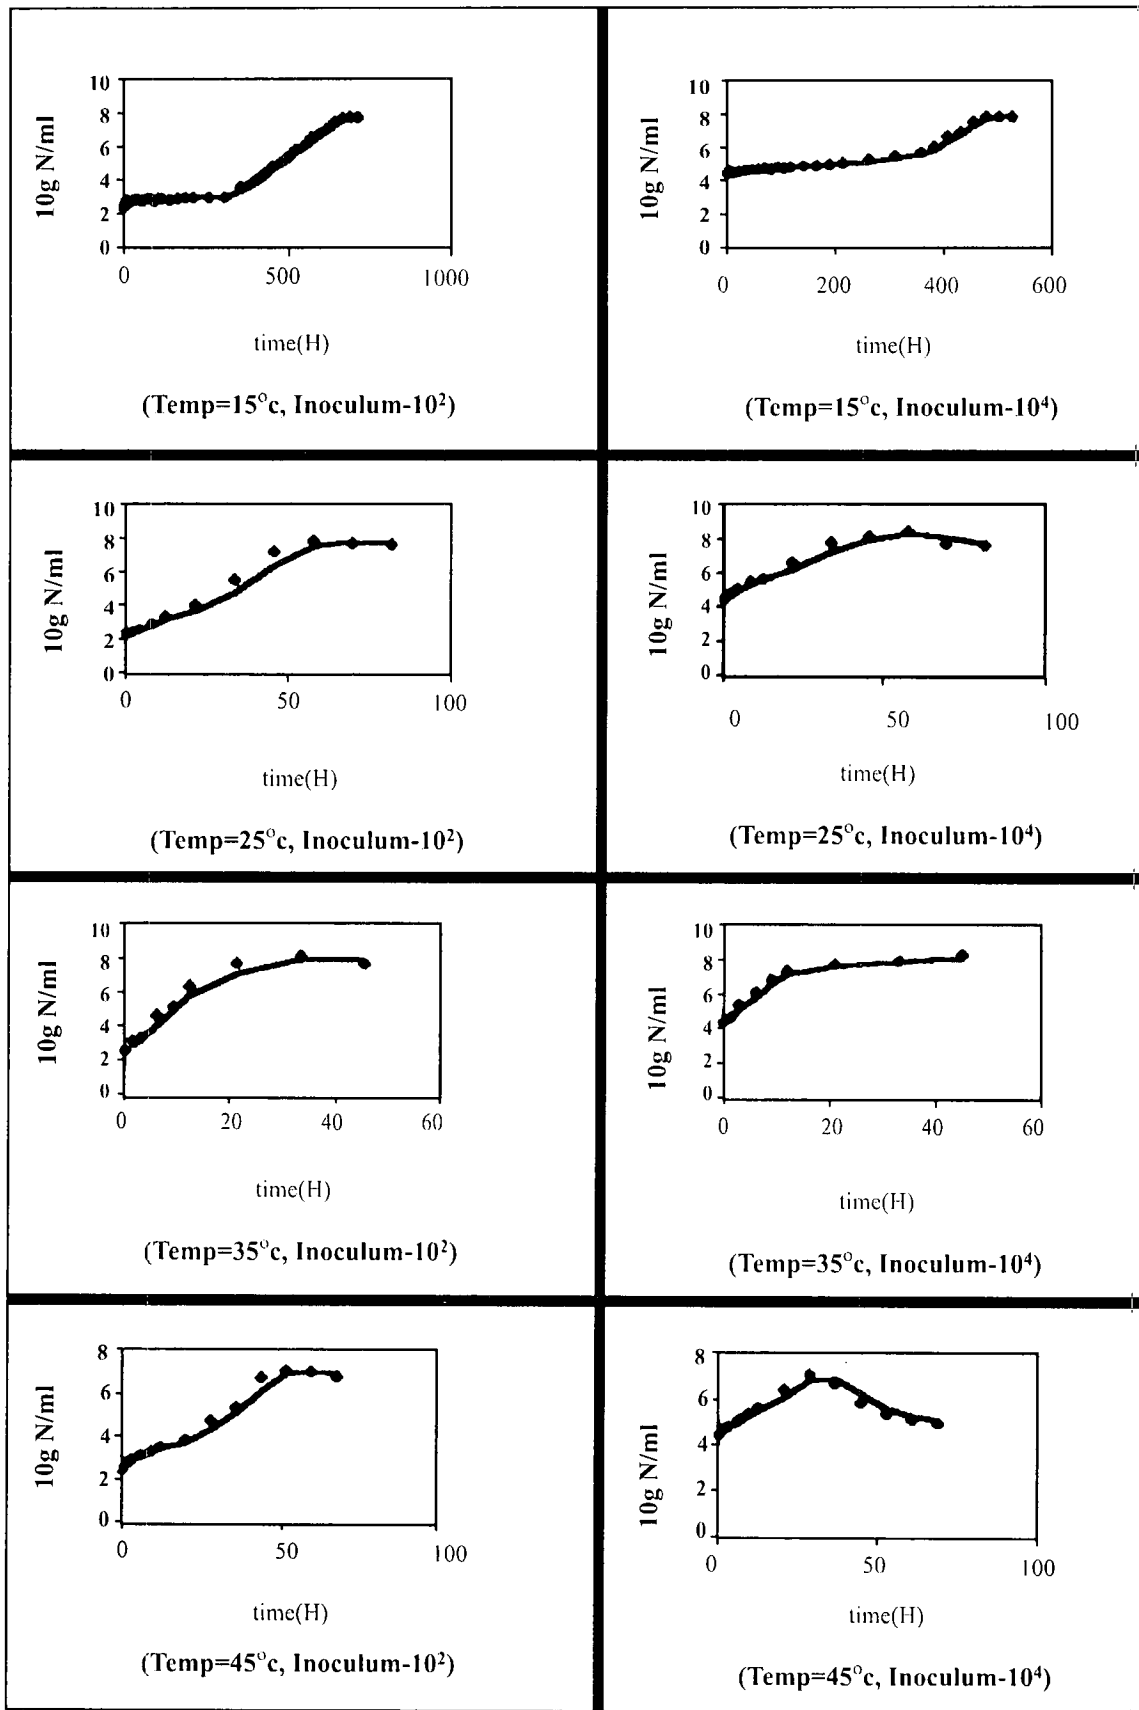 10
8
6
4
2
0
10g N/ml
0 500 1000
time(H)
(Temp=15°c, Inoculum-10²)
10
8
6
4
2
0
10g N/ml
0 200 400 600
time(H)
(Temp=15°c, Inoculum-10⁴)
10
8
6
4
2
0
10g N/ml
0 50 100
time(H)
(Temp=25°c, Inoculum-10²)
10
8
6
4
2
0
10g N/ml
0 50 100
time(H)
(Temp=25°c, Inoculum-10⁴)
10
8
6
4
2
0
10g N/ml
0 20 40 60
time(H)
(Temp=35°c, Inoculum-10²)
10
8
6
4
2
0
10g N/ml
0 20 40 60
time(H)
(Temp=35°c, Inoculum-10⁴)
8
6
4
2
0
10g N/ml
0 50 100
time(H)
(Temp=45°c, Inoculum-10²)
8
6
4
2
0
10g N/ml
0 50 100
time(H)
(Temp=45°c, Inoculum-10⁴)